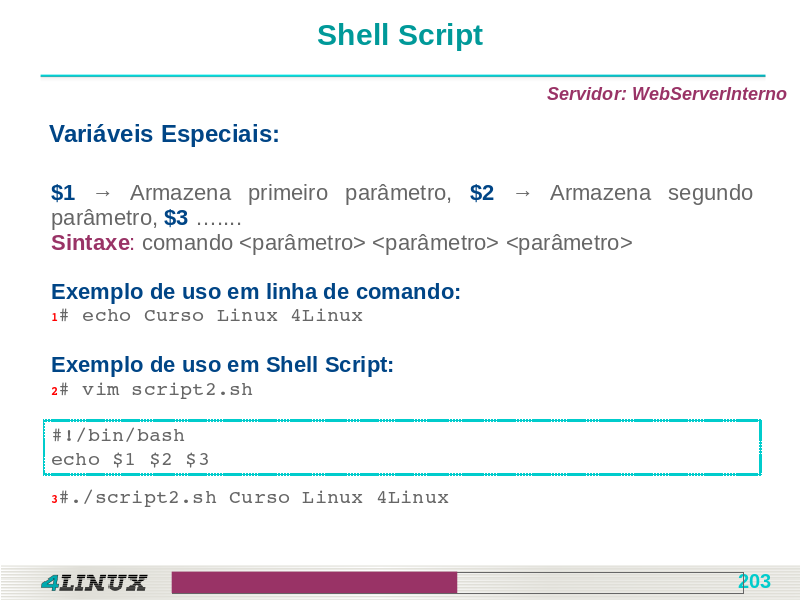 Shell Script
Servidor: WebServerInterno
Variáveis Especiais:
$1 → Armazena primeiro parâmetro, $2 → Armazena segundo
parâmetro, $3 …....
Sintaxe: comando <parâmetro> <parâmetro> <parâmetro>
Exemplo de uso em linha de comando:
1# echo Curso Linux 4Linux
Exemplo de uso em Shell Script:
2# vim script2.sh
#!/bin/bash
echo $1 $2 $3
3#./script2.sh Curso Linux 4Linux
4LINUX
203